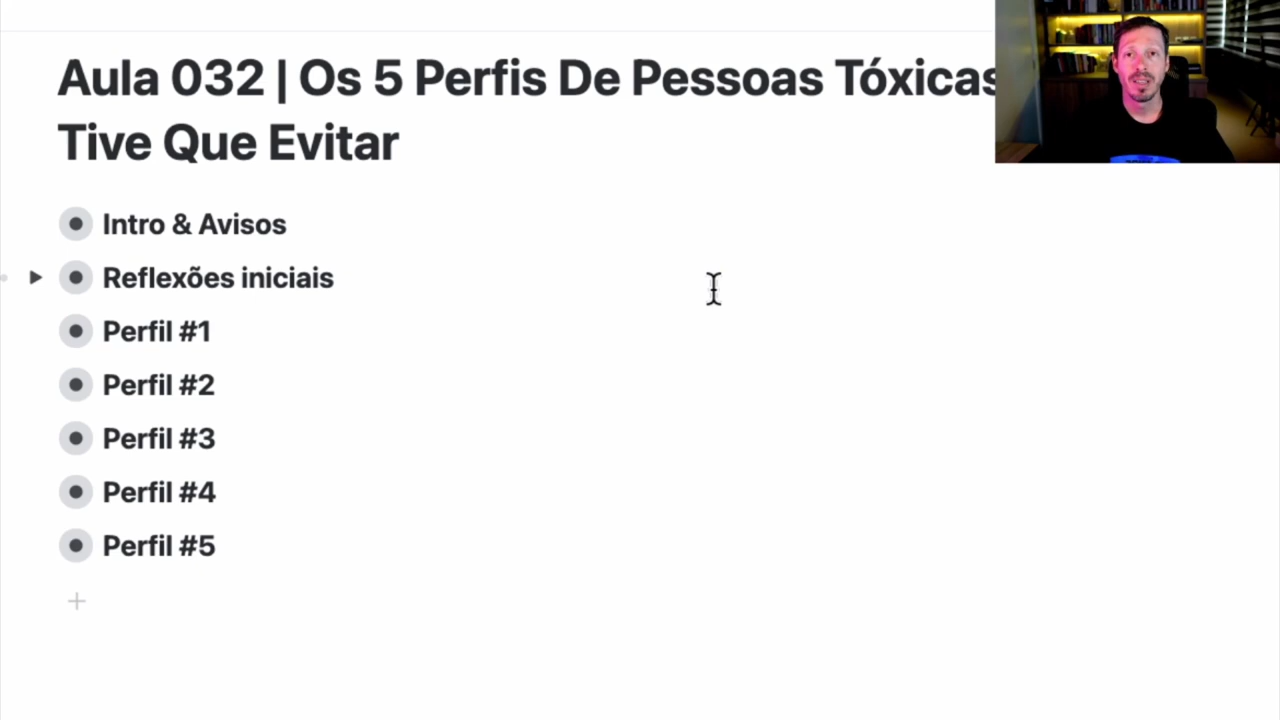 Aula 032 | Os 5 Perfis De Pessoas Tóxicas
Tive Que Evitar
Intro & Avisos
Reflexões iniciais
Perfil #1
Perfil #2
Perfil #3
Perfil #4
Perfil #5